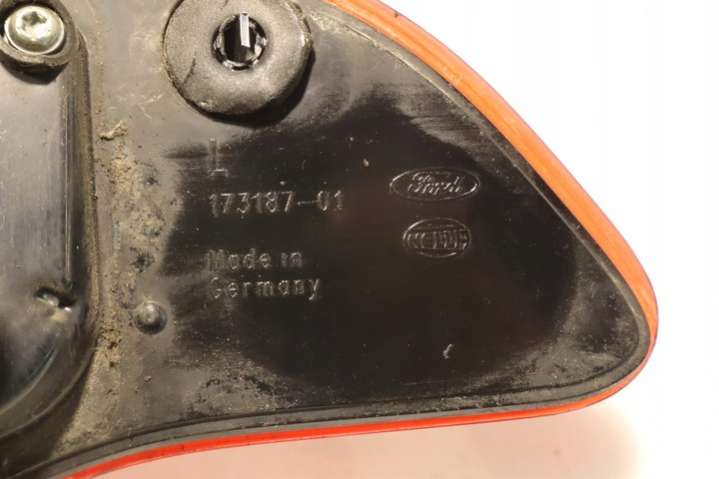 L
173187-01
Ford
HELLA
Made in
Germany